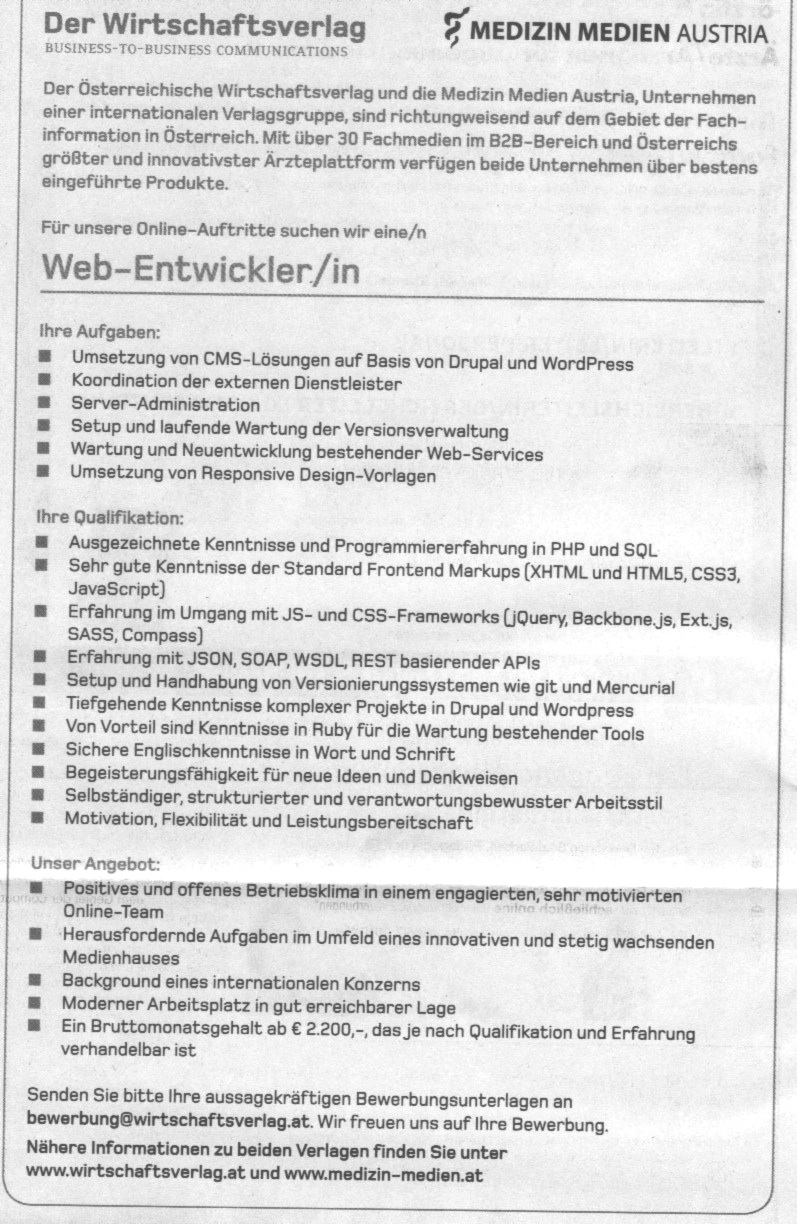 Der Wirtschaftsverlag
BUSINESS-TO-BUSINESS COMMUNICATIONS
MEDIZIN MEDIEN AUSTRIA
Der Österreichische Wirtschaftsverlag und die Medizin Medien Austria, Unternehmen
einer internationalen Verlagsgruppe, sind richtungweisend auf dem Gebiet der Fach-
information in Österreich. Mit über 30 Fachmedien im B2B-Bereich und Österreichs
größter und innovativster Ärzteplattform verfügen beide Unternehmen über bestens
eingeführte Produkte.
Für unsere Online-Auftritte suchen wir eine/n
Web-Entwickler/in
Ihre Aufgaben:
■ Umsetzung von CMS-Lösungen auf Basis von Drupal und WordPress
■ Koordination der externen Dienstleister
■ Server-Administration
■ Setup und laufende Wartung der Versionsverwaltung
■ Wartung und Neuentwicklung bestehender Web-Services
■ Umsetzung von Responsive Design-Vorlagen
Ihre Qualifikation:
■ Ausgezeichnete Kenntnisse und Programmiererfahrung in PHP und SQL
■ Sehr gute Kenntnisse der Standard Frontend Markups (XHTML und HTML5, CSS3,
JavaScript)
■ Erfahrung im Umgang mit JS- und CSS-Frameworks (jQuery, Backbone.js, Ext.js,
SASS, Compass)
■ Erfahrung mit JSON, SOAP, WSDL, REST basierender APIs
■ Setup und Handhabung von Versionierungssystemen wie git und Mercurial
■ Tiefgehende Kenntnisse komplexer Projekte in Drupal und Wordpress
■ Von Vorteil sind Kenntnisse in Ruby für die Wartung bestehender Tools
■ Sichere Englischkenntnisse in Wort und Schrift
■ Begeisterungsfähigkeit für neue Ideen und Denkweisen
■ Selbständiger, strukturierter und verantwortungsbewusster Arbeitsstil
■ Motivation, Flexibilität und Leistungsbereitschaft
Unser Angebot:
■ Positives und offenes Betriebsklima in einem engagierten, sehr motivierten
Online-Team
■ Herausfordernde Aufgaben im Umfeld eines innovativen und stetig wachsenden
Medienhauses
■ Background eines internationalen Konzerns
■ Moderner Arbeitsplatz in gut erreichbarer Lage
■ Ein Bruttomonatsgehalt ab € 2.200,-, das je nach Qualifikation und Erfahrung
verhandelbar ist
Senden Sie bitte Ihre aussagekräftigen Bewerbungsunterlagen an
bewerbung@wirtschaftsverlag.at. Wir freuen uns auf Ihre Bewerbung.
Nähere Informationen zu beiden Verlagen finden Sie unter
www.wirtschaftsverlag.at und www.medizin-medien.at